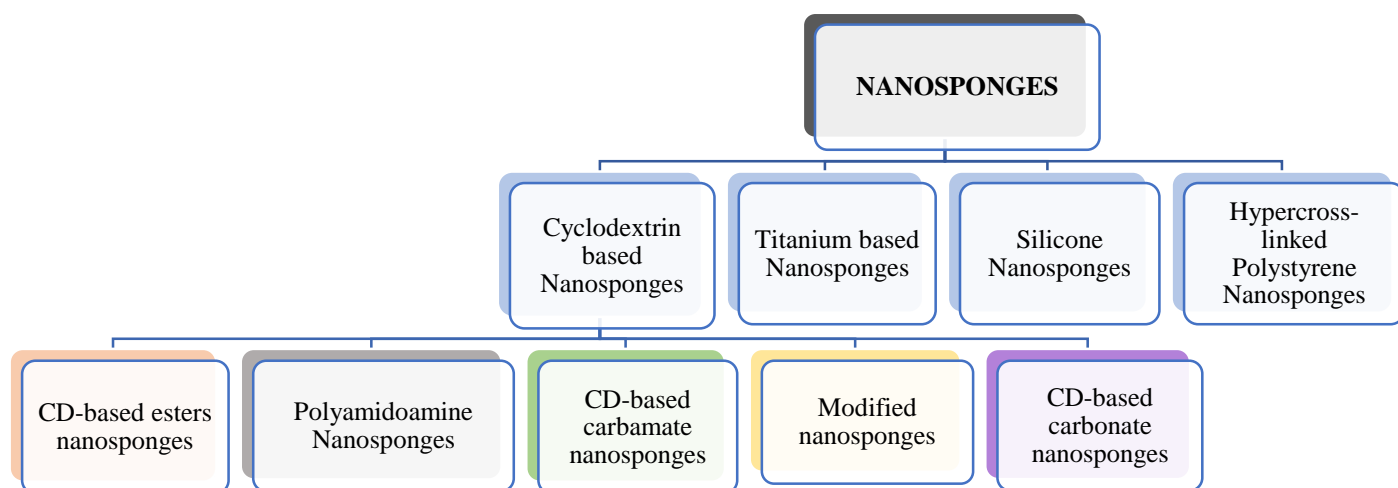 NANOSPONGES
Cyclodextrin
based
Nanosponges
Titanium based
Nanosponges
Silicone
Nanosponges
Hypercross-
linked
Polystyrene
Nanosponges
CD-based esters
nanosponges
Polyamidoamine
Nanosponges
CD-based
carbamate
nanosponges
Modified
nanosponges
CD-based
carbonate
nanosponges